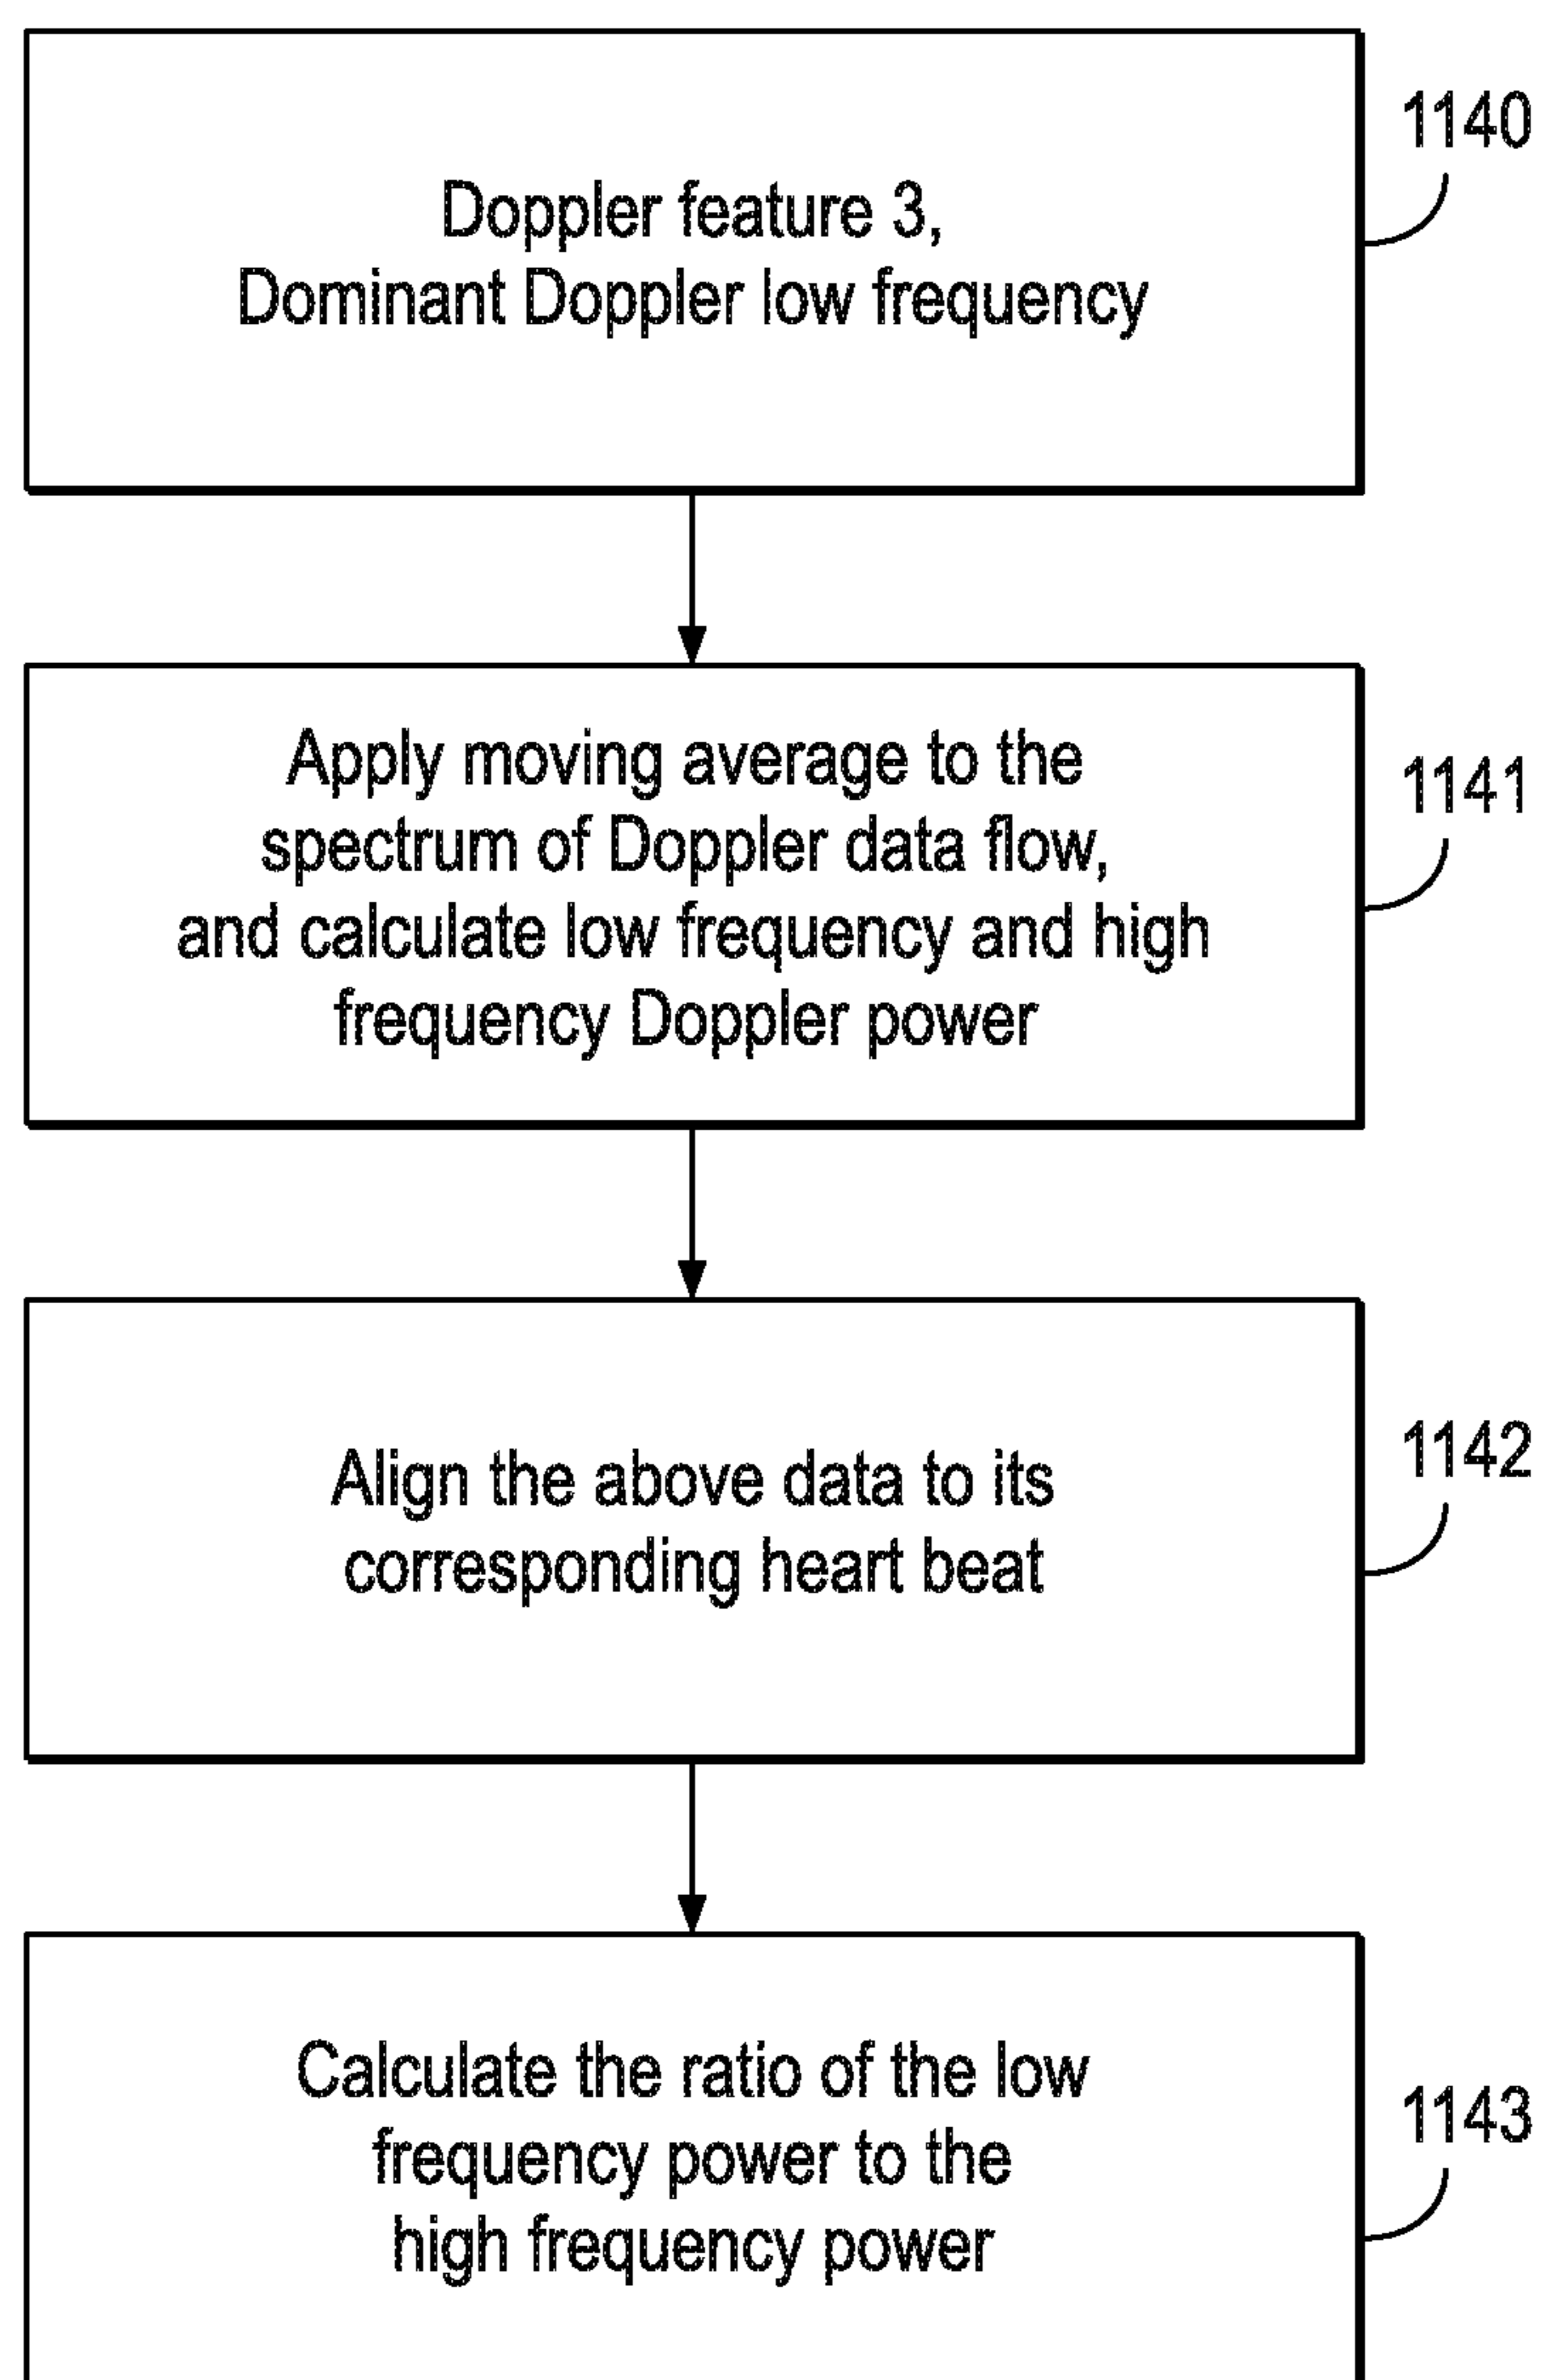 1140
Doppler feature 3,
Dominant Doppler low frequency
1141
Apply moving average to the
spectrum of Doppler data flow,
and calculate low frequency and high
frequency Doppler power
1142
Align the above data to its
corresponding heart beat
1143
Calculate the ratio of the low
frequency power to the
high frequency power